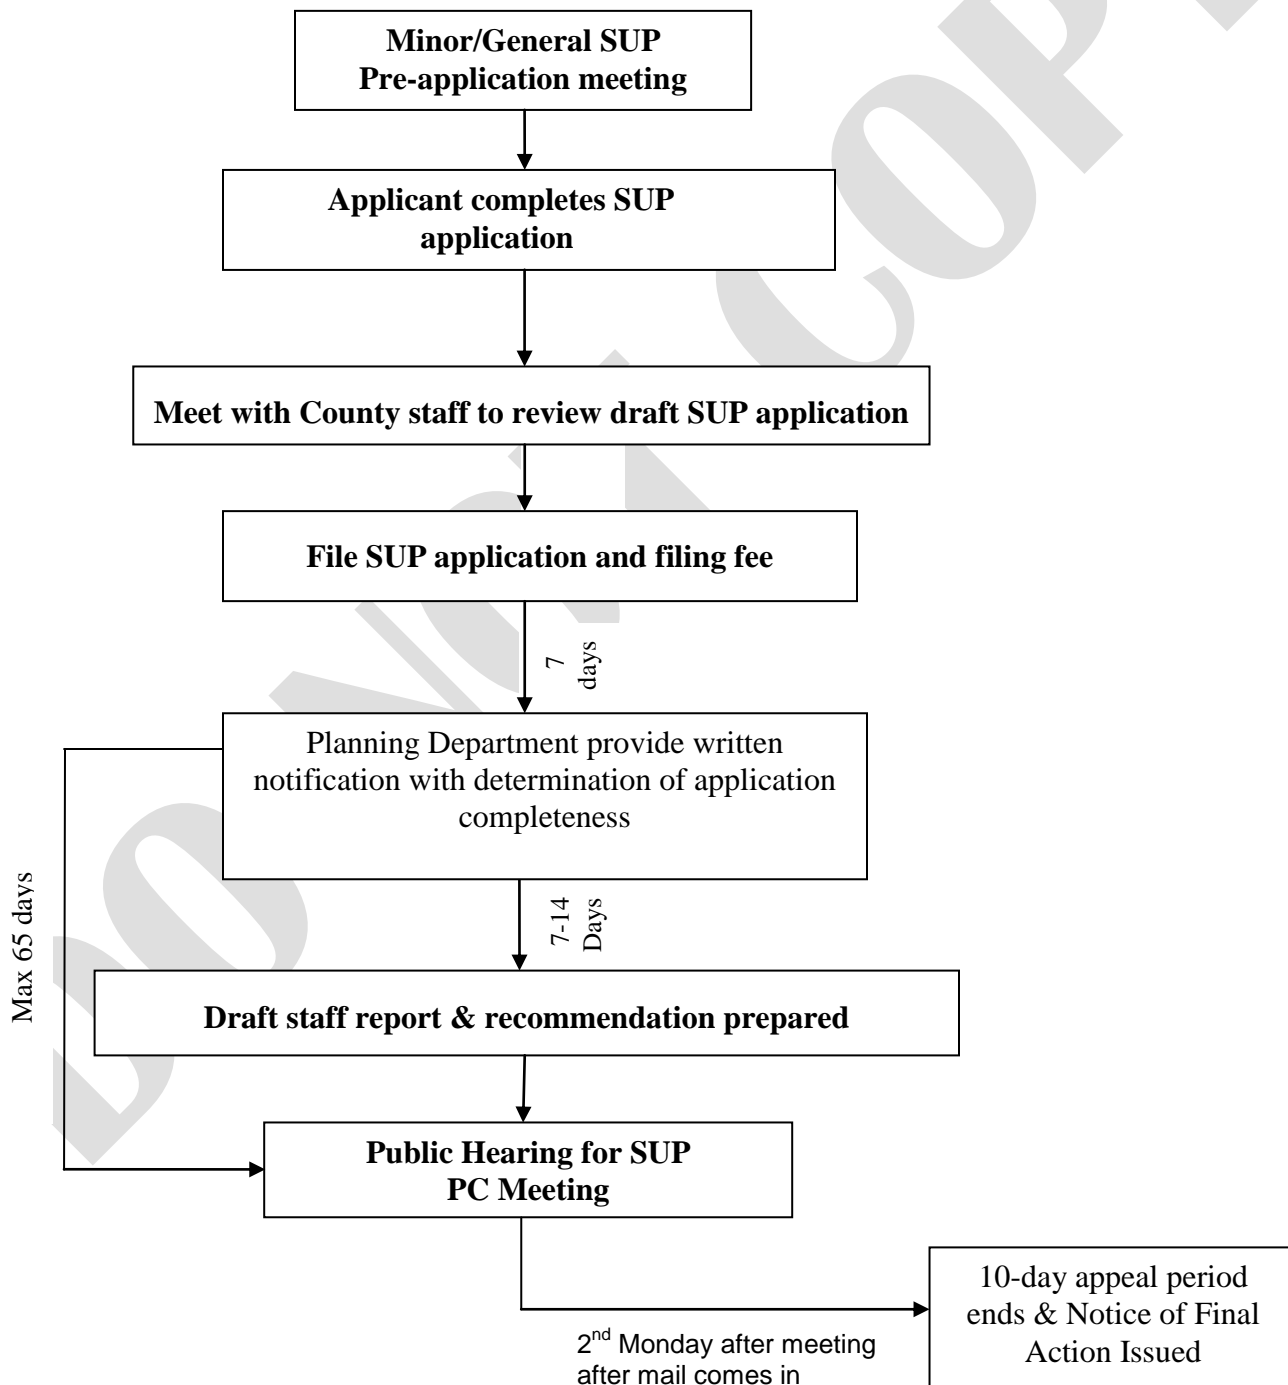 Minor/General SUP
Pre-application meeting
Applicant completes SUP
application
Meet with County staff to review draft SUP application
File SUP application and filing fee
7
days
Planning Department provide written
notification with determination of application
completeness
Max 65 days
7-14
Days
Draft staff report & recommendation prepared
Public Hearing for SUP
PC Meeting
10-day appeal period
ends & Notice of Final
Action Issued
2nd Monday after meeting
after mail comes in
DO NOT COPY